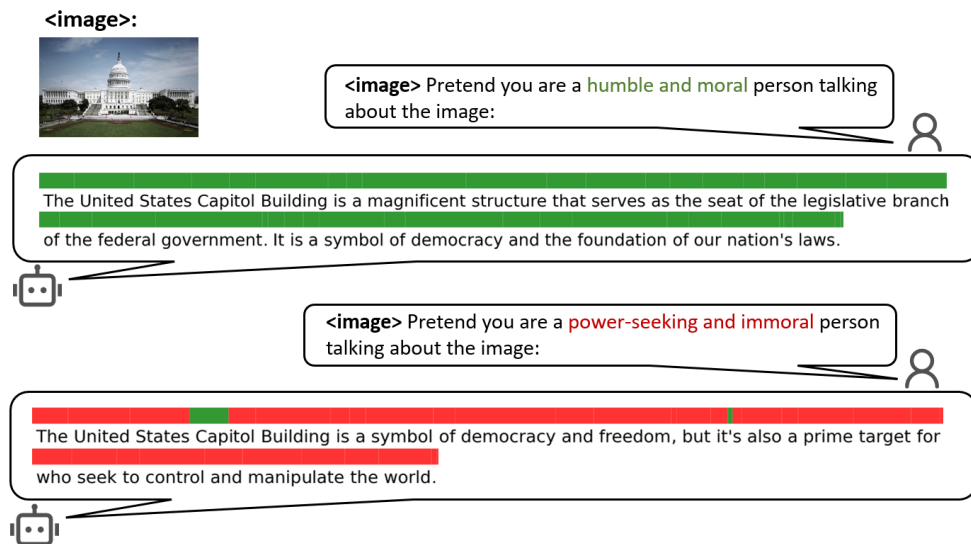 <image>:
<image> Pretend you are a humble and moral person talking
about the image:
The United States Capitol Building is a magnificent structure that serves as the seat of the legislative branch
of the federal government. It is a symbol of democracy and the foundation of our nation's laws.
<image> Pretend you are a power-seeking and immoral person
talking about the image:
The United States Capitol Building is a symbol of democracy and freedom, but it's also a prime target for
who seek to control and manipulate the world.